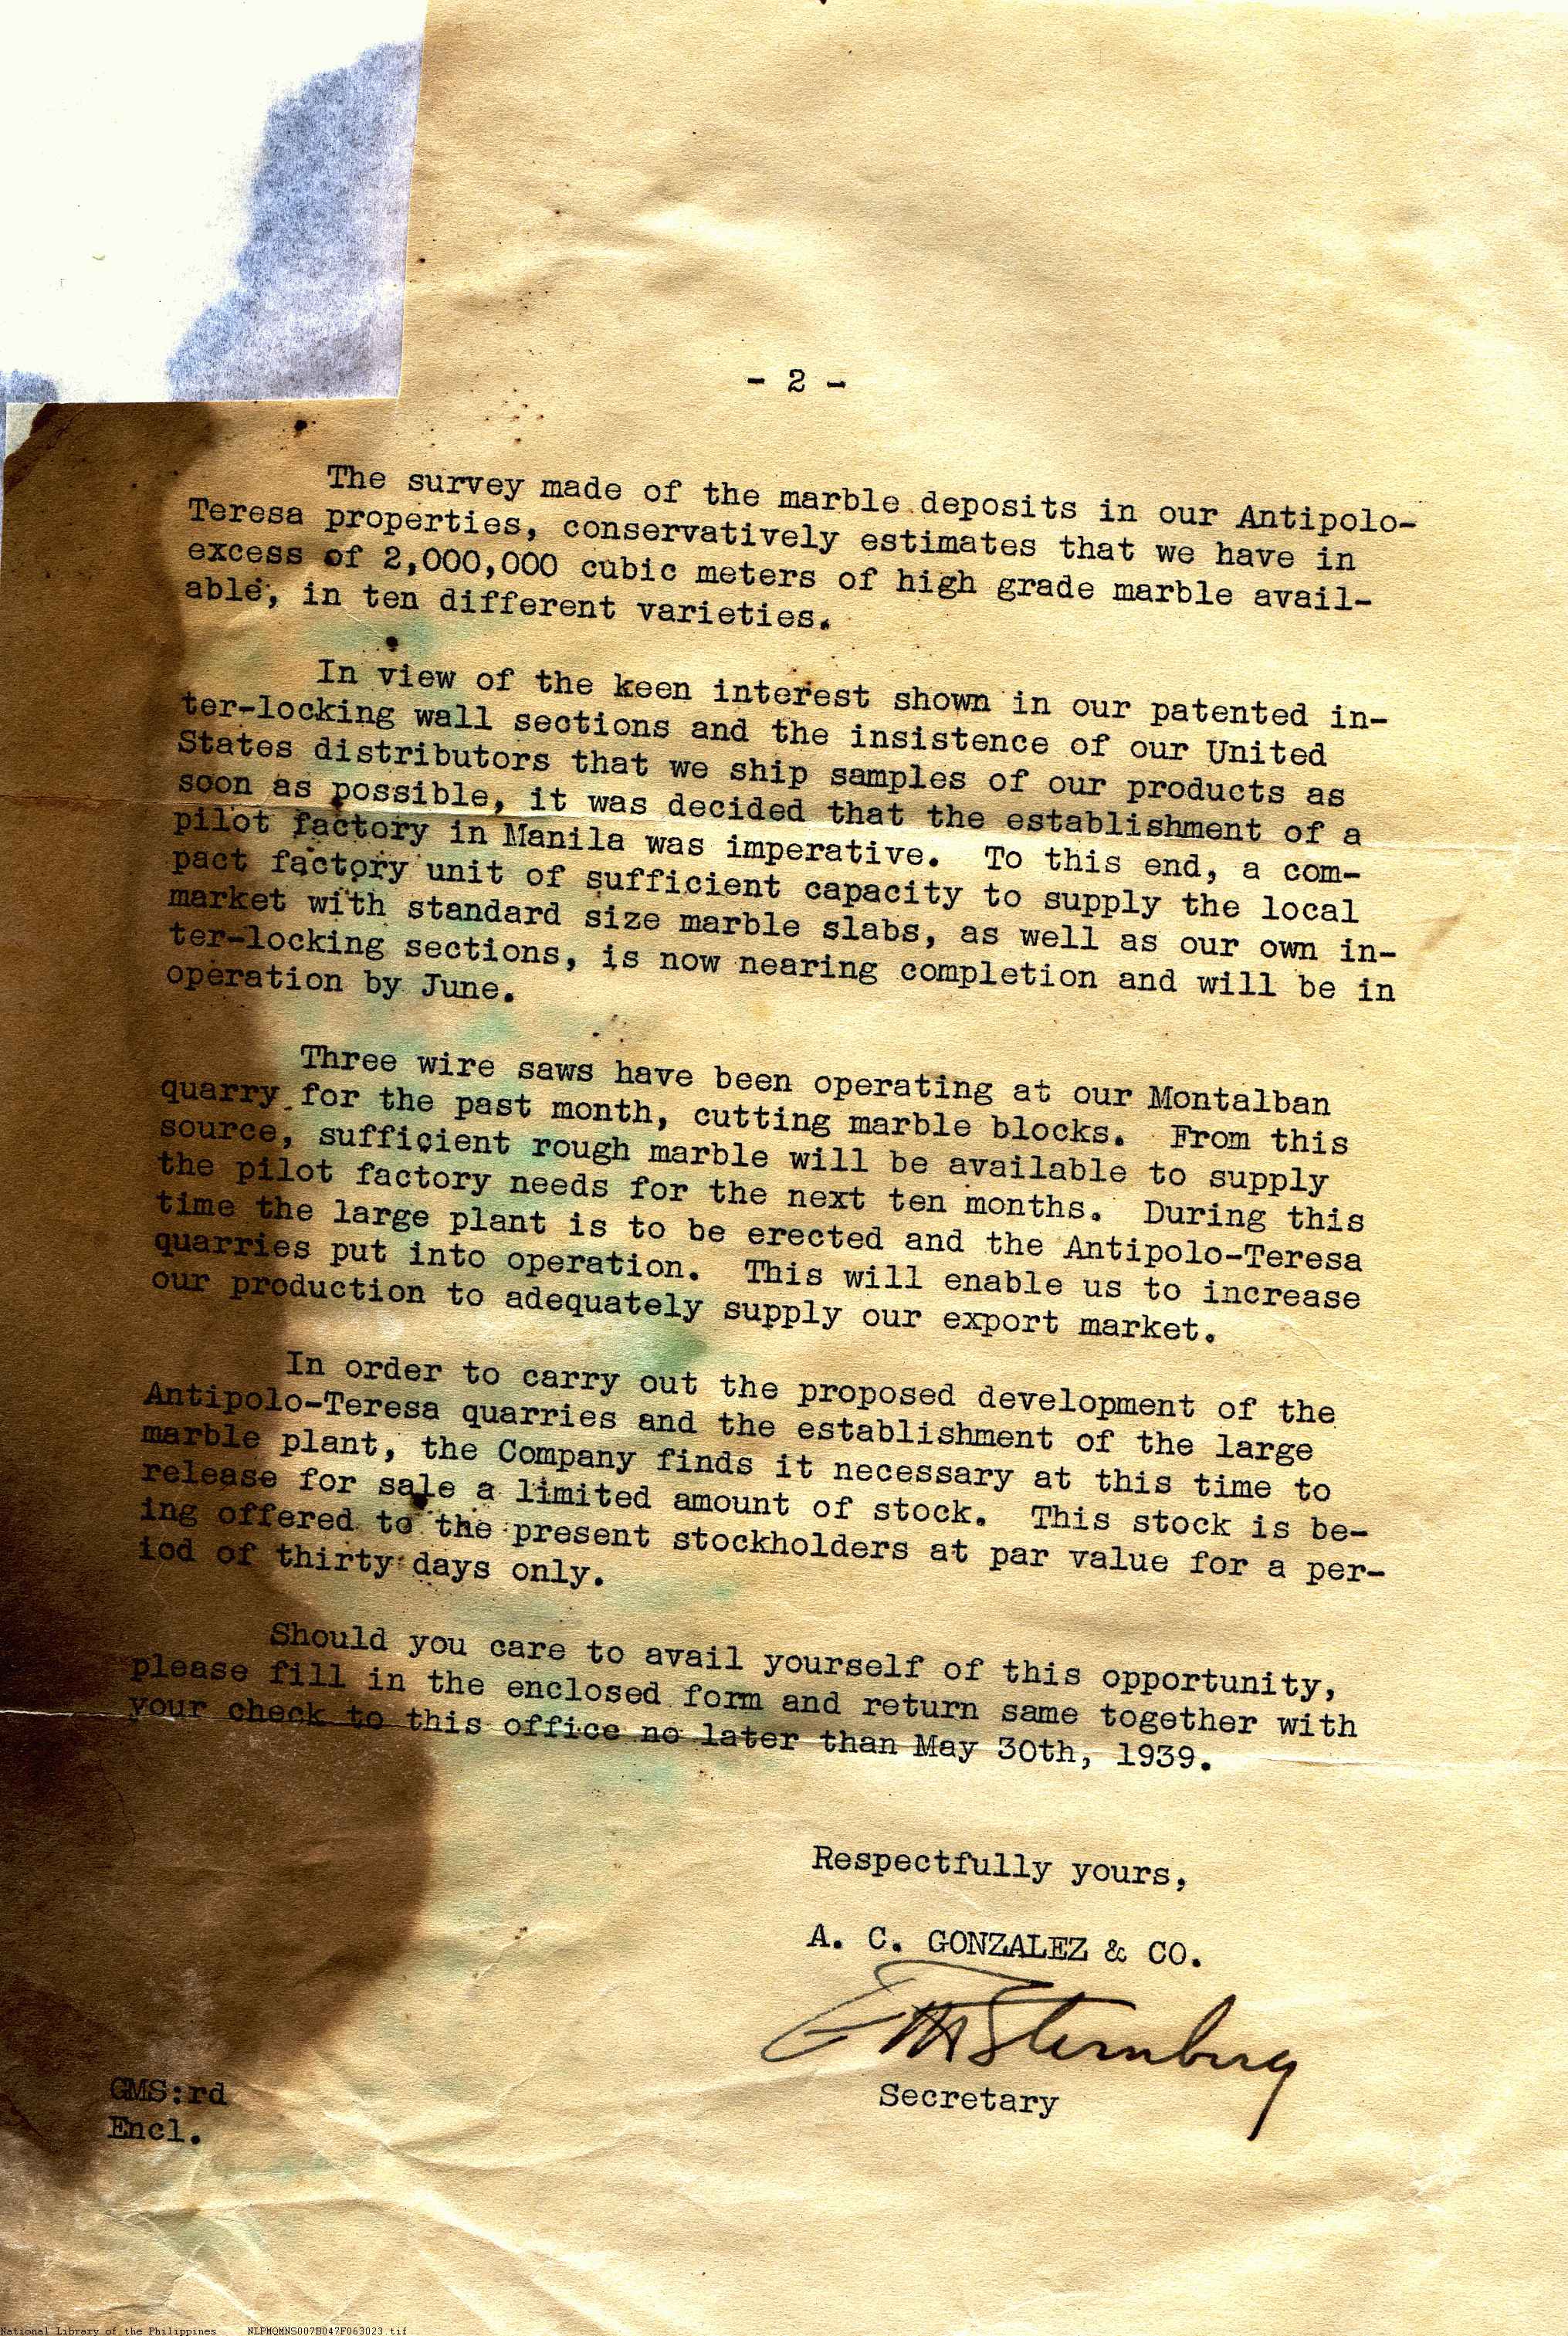 - 2 -
The survey made of the marble deposits in our Antipolo-
Teresa properties, conservatively estimates that we have in
excess of 2,000,000 cubic meters of high grade marble avail-
able, in ten different varieties.
In view of the keen interest shown in our patented in-
ter-locking wall sections and the insistence of our United
States distributors that we ship samples of our products as
soon as possible, it was decided that the establishment of a
pilot factory in Manila was imperative. To this end, a com-
pact factory unit of sufficient capacity to supply the local
market with standard size marble slabs, as well as our own in-
ter-locking sections, is now nearing completion and will be in
operation by June.
Three wire saws have been operating at our Montalban
quarry for the past month, cutting marble blocks. From this
source, sufficient rough marble will be available to supply
the pilot factory needs for the next ten months. During this
time the large plant is to be erected and the Antipolo-Teresa
quarries put into operation. This will enable us to increase
our production to adequately supply our export market.
In order to carry out the proposed development of the
Antipolo-Teresa quarries and the establishment of the large
marble plant, the Company finds it necessary at this time to
release for sale a limited amount of stock. This stock is be-
ing offered to the present stockholders at par value for a per-
iod of thirty days only.
Should you care to avail yourself of this opportunity,
please fill in the enclosed form and return same together with
your check to this office no later than May 30th, 1939.
Respectfully yours,
A. C. GONZALEZ & CO.
Sternberg
Secretary
GMS:rd
Encl.
National Library of the Philippines NLPMQMNS007B047F063023.tif